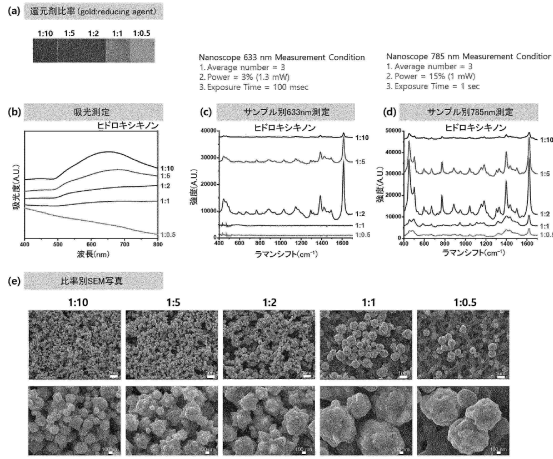 (a) 還元剤比率 (gold:reducing agent)
1:10 1:5 1:2 1:1 1:0.5
Nanoscope 633 nm Measurement Condition
1. Average number = 3
2. Power = 3% (1.3 mW)
3. Exposure Time = 100 msec
Nanoscope 785 nm Measurement Condition
1. Average number = 3
2. Power = 15% (1 mW)
3. Exposure Time = 1 sec
(b) 吸光測定
ヒドロキシキノン
吸光度(A.U.)
1:10
1:5
1:2
1:1
1:0.5
400 500 600 700 800
波長(nm)
(c) サンプル別633nm測定
ヒドロキシキノン
強度(A.U.)
50000
40000
30000
20000
10000
0
1:10
1:5
1:2
1:1
1:0.5
400 600 800 1000 1200 1400 1600
ラマンシフト(cm⁻¹)
(d) サンプル別785nm測定
ヒドロキシキノン
強度(A.U.)
50000
40000
30000
20000
10000
0
1:10
1:5
1:2
1:1
1:0.5
400 600 800 1000 1200 1400 1600
ラマンシフト(cm⁻¹)
(e) 比率別SEM写真
1:10 1:5 1:2 1:1 1:0.5